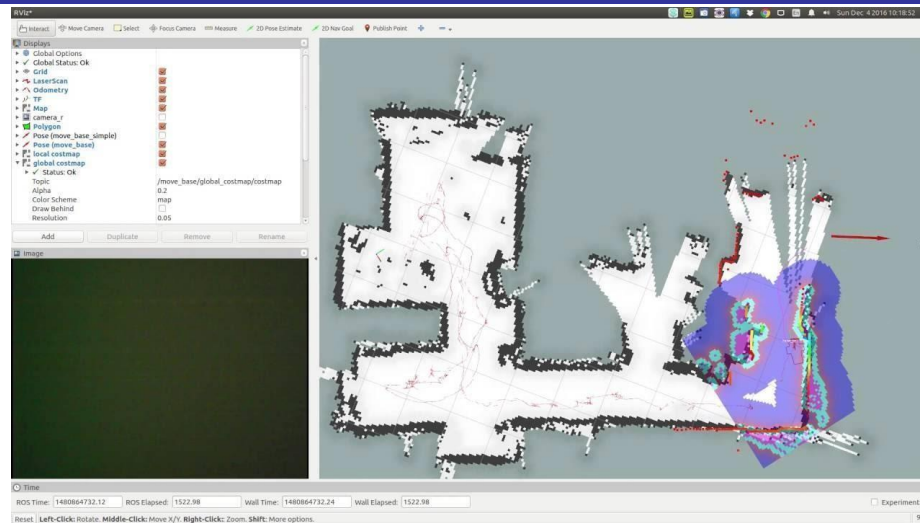 RViz*
Sun Dec 4 2016 10:18:52
Interact Move Camera Select Focus Camera Measure 2D Pose Estimate 2D Nav Goal Publish Point
Displays
Global Options
Global Status: Ok
Grid
LaserScan
Odometry
TF
Map
camera_r
Polygon
Pose (move_base_simple)
Pose (move_base)
local costmap
global costmap
Status: Ok
Topic /move_base/global_costmap/costmap
Alpha 0.2
Color Scheme map
Draw Behind
Resolution 0.05
Add Duplicate Remove Rename
Image
Time
ROS Time: 1480864732.12 ROS Elapsed: 1522.98 Wall Time: 1480864732.24 Wall Elapsed: 1522.98 Experiment
Reset Left-Click: Rotate. Middle-Click: Move X/Y. Right-Click: Zoom. Shift: More options.